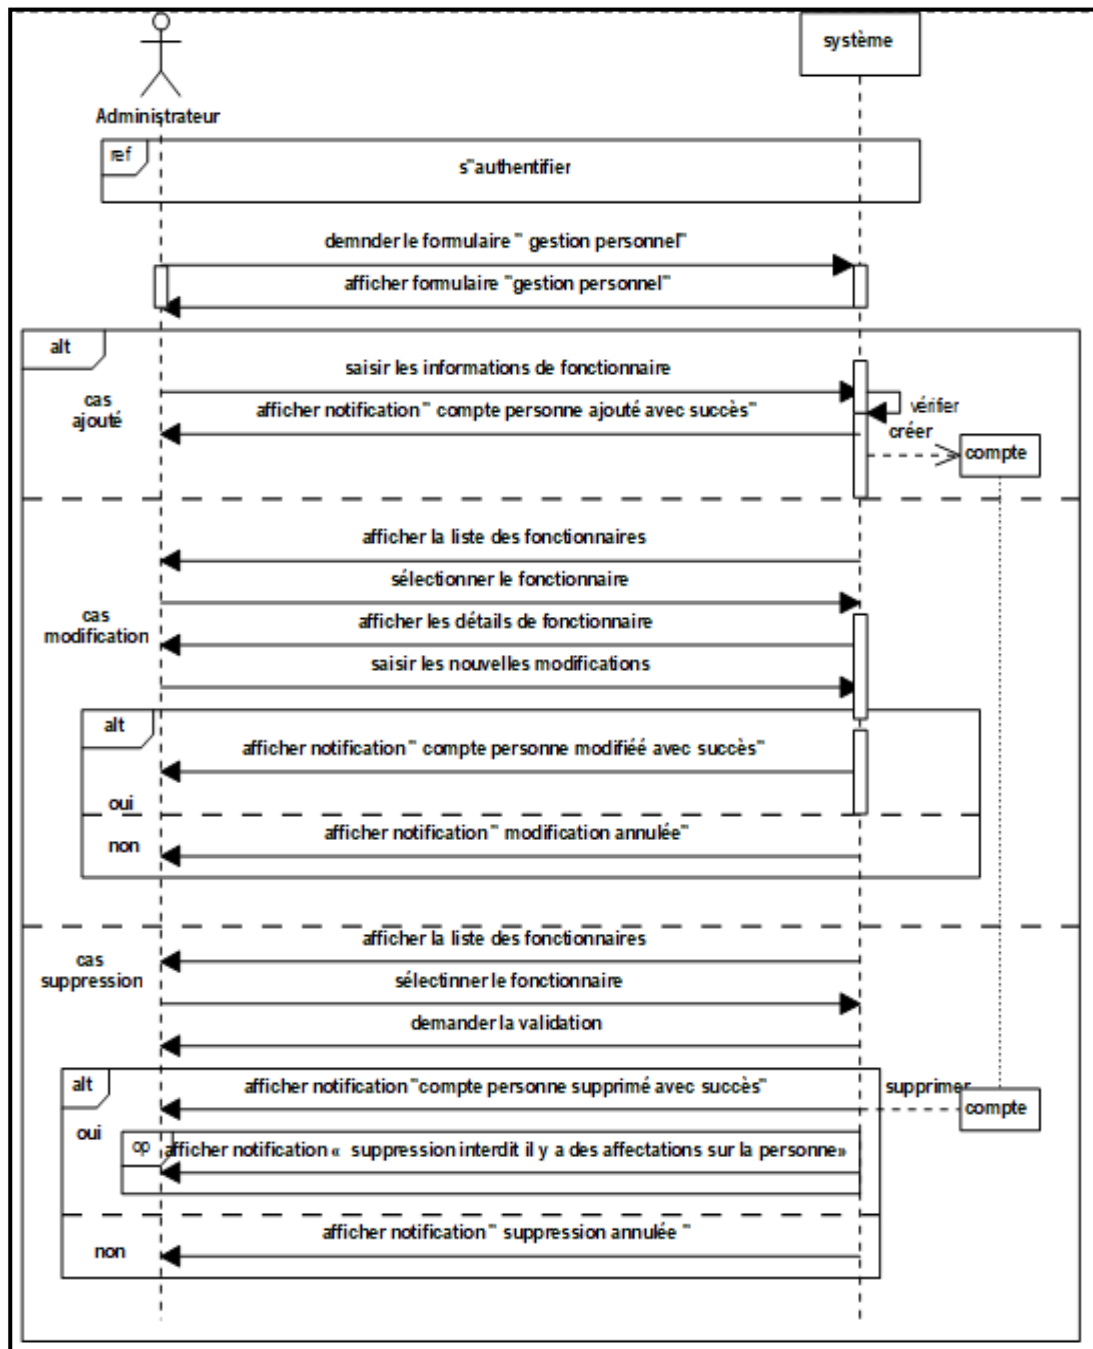 système
Administrateur
ref
s"authentifier
demnder le formulaire " gestion personnel"
afficher formulaire "gestion personnel"
alt
saisir les informations de fonctionnaire
cas
ajouté
afficher notification " compte personne ajouté avec succès"
vérifier
créer
compte
afficher la liste des fonctionnaires
sélectionner le fonctionnaire
cas
modification
afficher les détails de fonctionnaire
saisir les nouvelles modifications
alt
afficher notification " compte personne modifiéé avec succès"
oui
afficher notification " modification annulée"
non
afficher la liste des fonctionnaires
cas
suppression
sélectinner le fonctionnaire
demander la validation
alt
afficher notification "compte personne supprimé avec succès"
supprimer
compte
oui
op
afficher notification « suppression interdit il y a des affectations sur la personne»
afficher notification " suppression annulée "
non